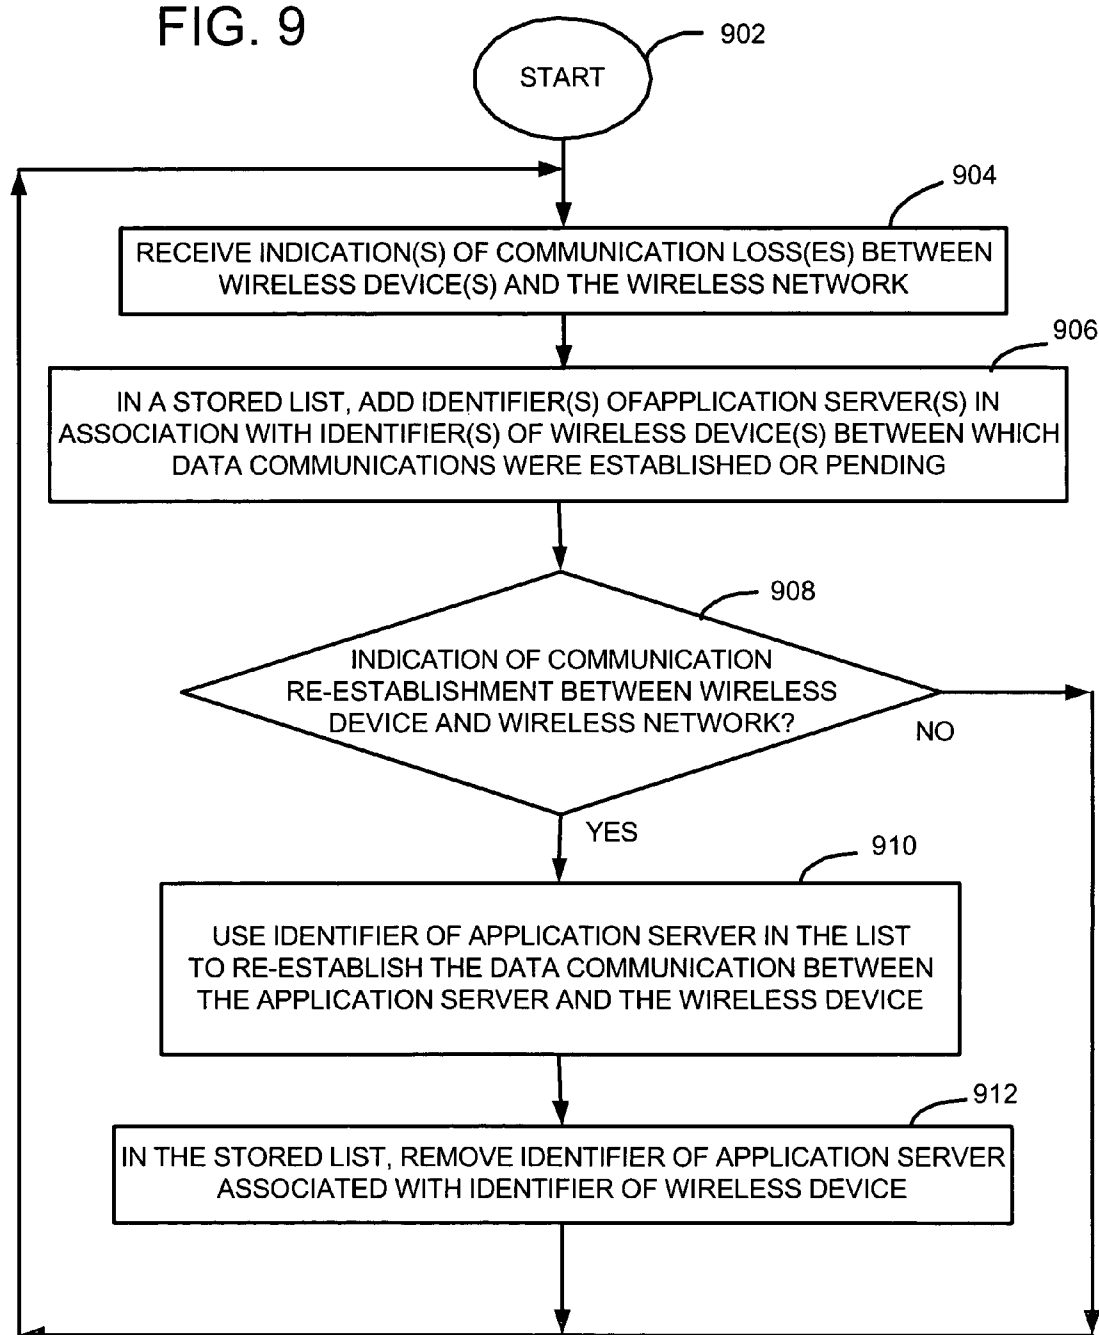 FIG. 9
902
START
904
RECEIVE INDICATION(S) OF COMMUNICATION LOSS(ES) BETWEEN
WIRELESS DEVICE(S) AND THE WIRELESS NETWORK
906
IN A STORED LIST, ADD IDENTIFIER(S) OFAPPLICATION SERVER(S) IN
ASSOCIATION WITH IDENTIFIER(S) OF WIRELESS DEVICE(S) BETWEEN WHICH
DATA COMMUNICATIONS WERE ESTABLISHED OR PENDING
908
INDICATION OF COMMUNICATION
RE-ESTABLISHMENT BETWEEN WIRELESS
DEVICE AND WIRELESS NETWORK?
NO
YES
910
USE IDENTIFIER OF APPLICATION SERVER IN THE LIST
TO RE-ESTABLISH THE DATA COMMUNICATION BETWEEN
THE APPLICATION SERVER AND THE WIRELESS DEVICE
912
IN THE STORED LIST, REMOVE IDENTIFIER OF APPLICATION SERVER
ASSOCIATED WITH IDENTIFIER OF WIRELESS DEVICE